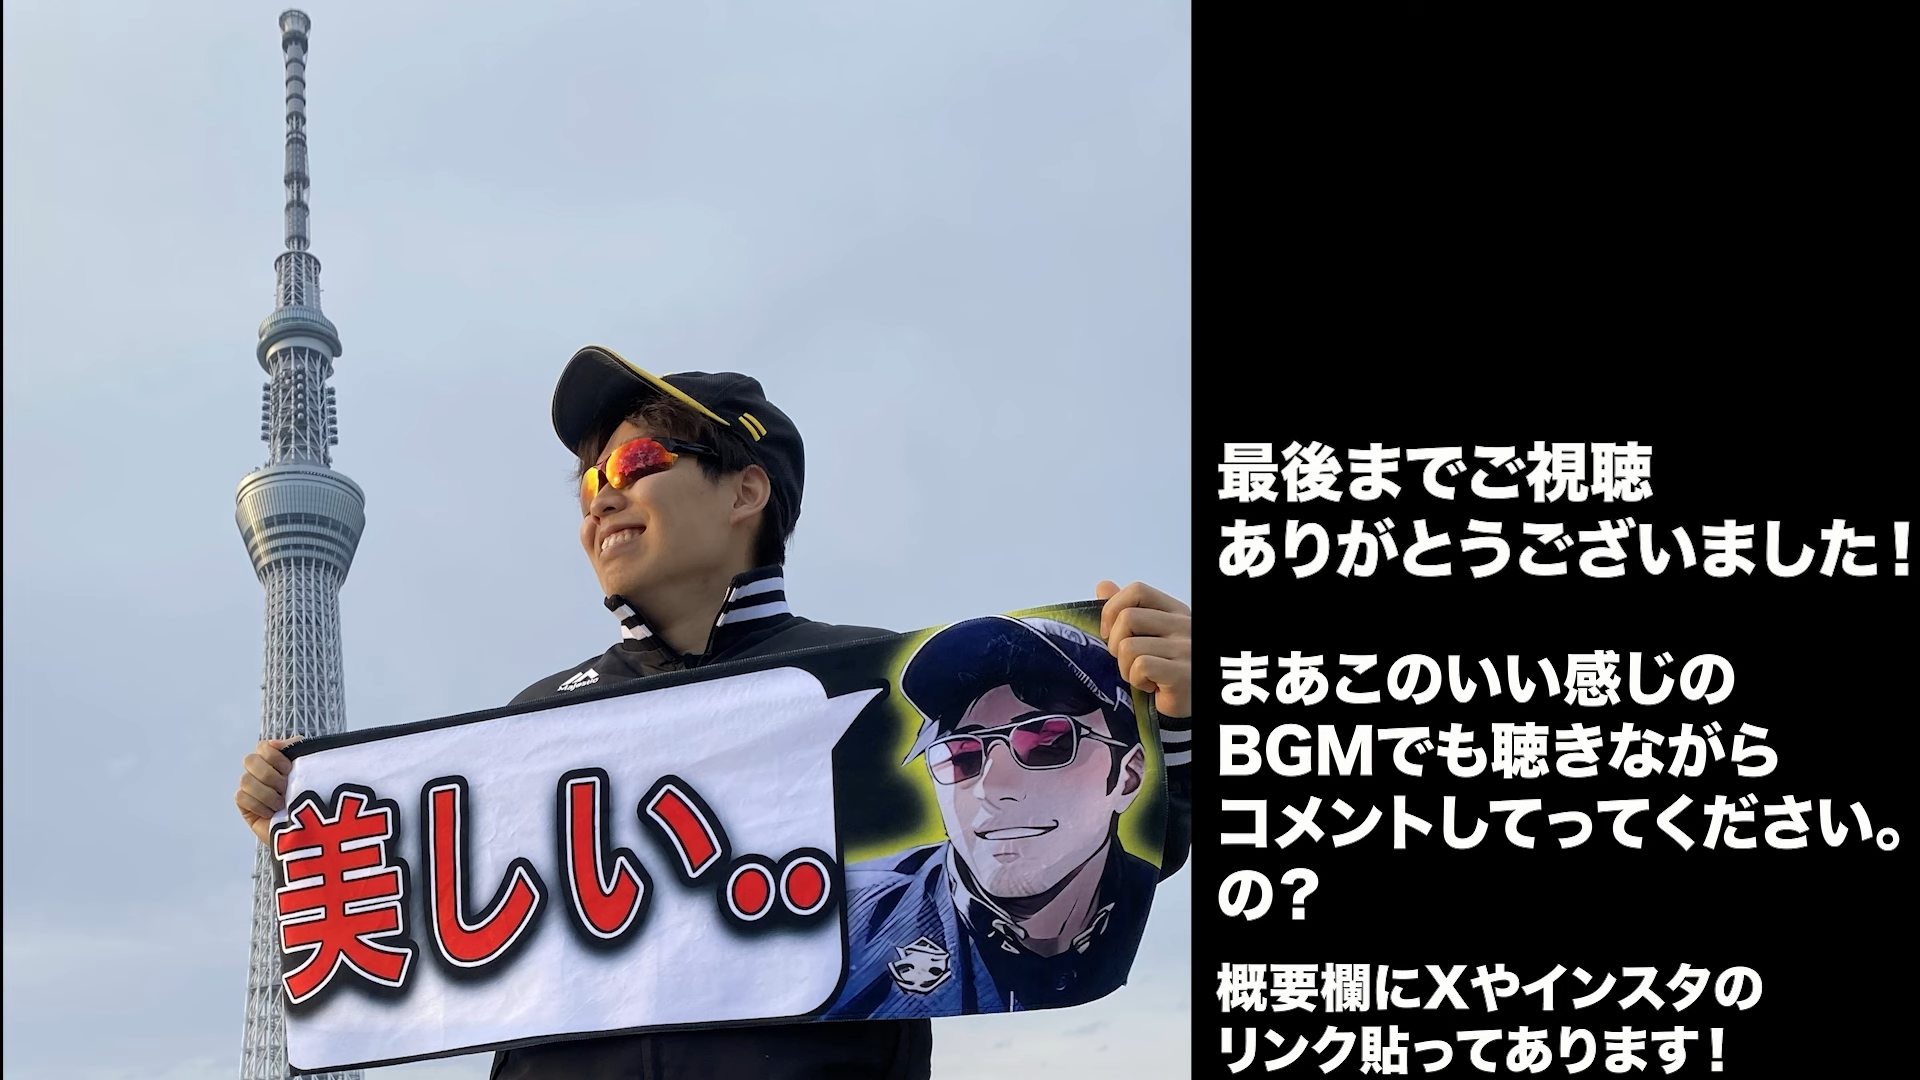 美しい..
Majestic
最後までご視聴
ありがとうございました！
まあこのいい感じの
BGMでも聴きながら
コメントしてってください。
の？
概要欄にXやインスタの
リンク貼ってあります！